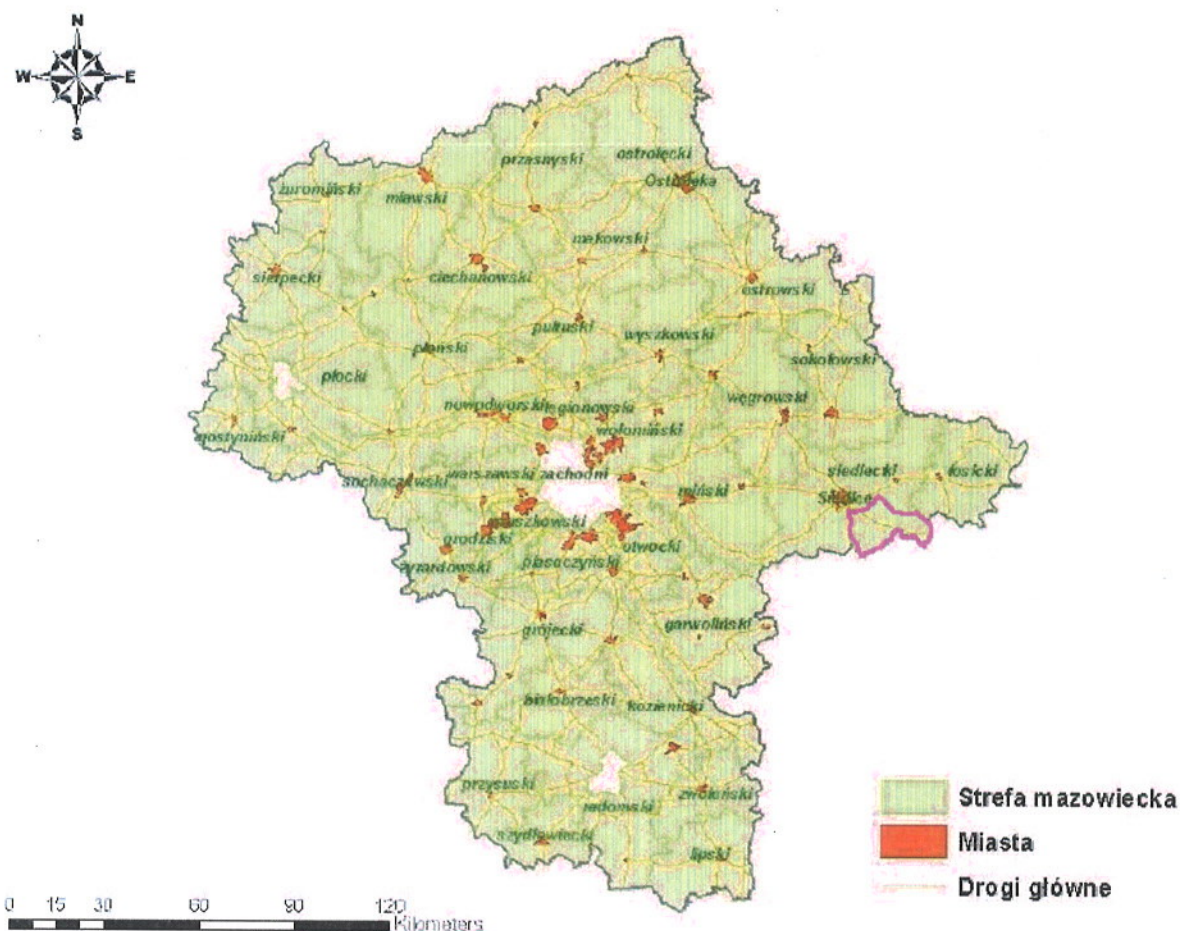 N
W E
S
przasnyski
ostrołęcki
Ostrołęka
żuromiński
mławski
makowski
sierpecki
ciechanowski
ostrowski
pułtuski
wyszkowski
płoński
sokołowski
płocki
węgrowski
nowodworski
legionowski
gostyniński
wołomiński
warszawski zachodni
siedlecki
łosicki
sochaczewski
miński
Siedlce
pruszkowski
grodziski
otwocki
piaseczyński
żyrardowski
garwoliński
grójecki
białobrzeski
kozienicki
przysuski
zwoleński
radomski
szydłowiecki
lipski
Strefa mazowiecka
Miasta
Drogi główne
0 15 30 60 90 120
Kilometers